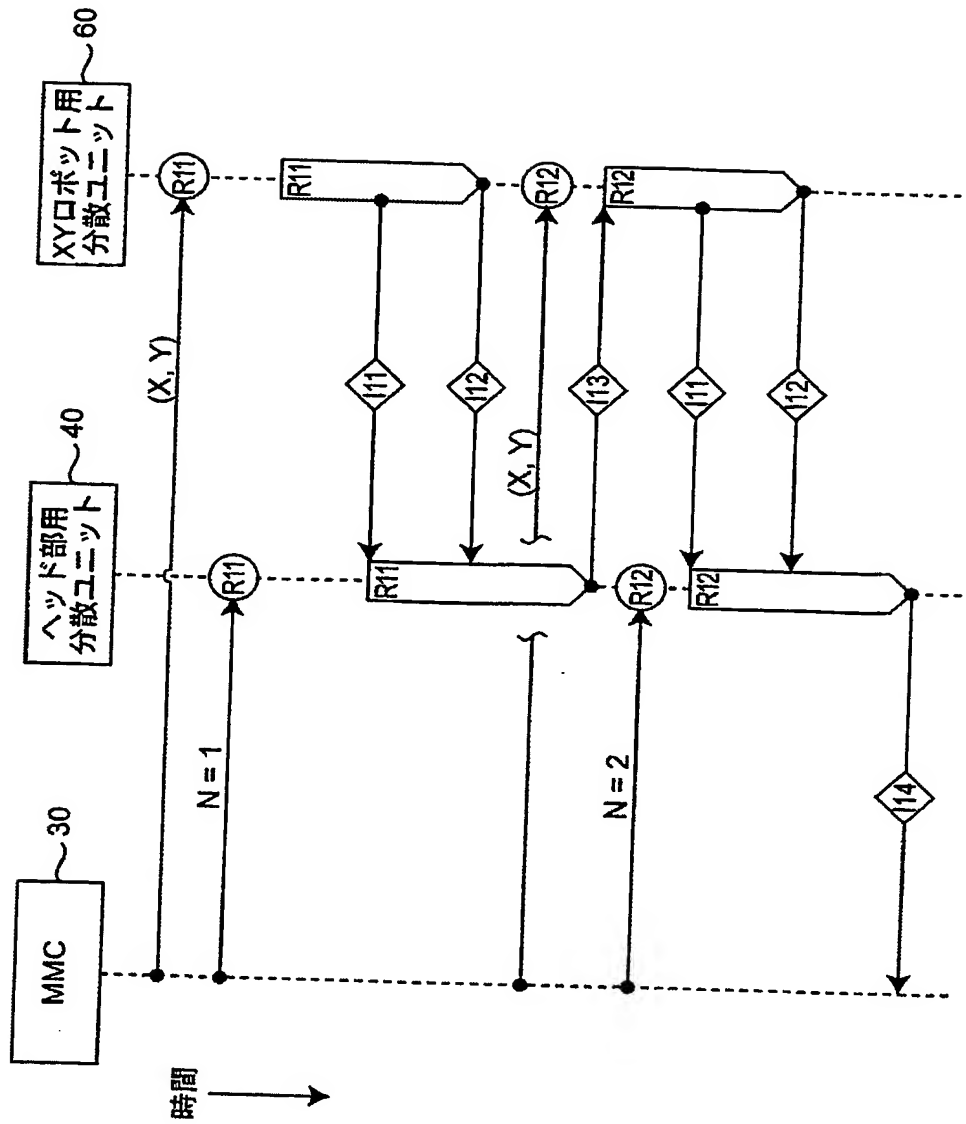 MMC
30
ヘッド部用
分散ユニット
40
XYロボット用
分散ユニット
60
時間
(X, Y)
R11
N = 1
R11
R11
I11
R11
I12
(X, Y)
R12
I13
R12
N = 2
R12
I11
R12
I12
I14